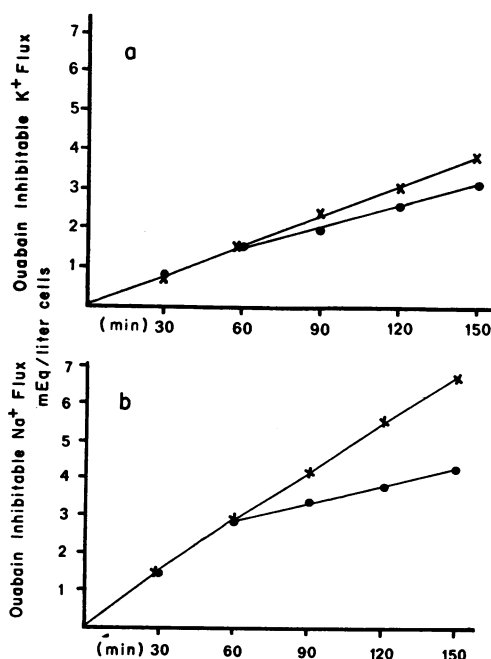 Ouabain Inhibitable K+ Flux
7
6
5
4
3
2
1
a
(min) 30 60 90 120 150
mEq/liter cells
Ouabain Inhibitable Na+ Flux
7
6
5
4
3
2
1
b
(min) 30 60 90 120 150